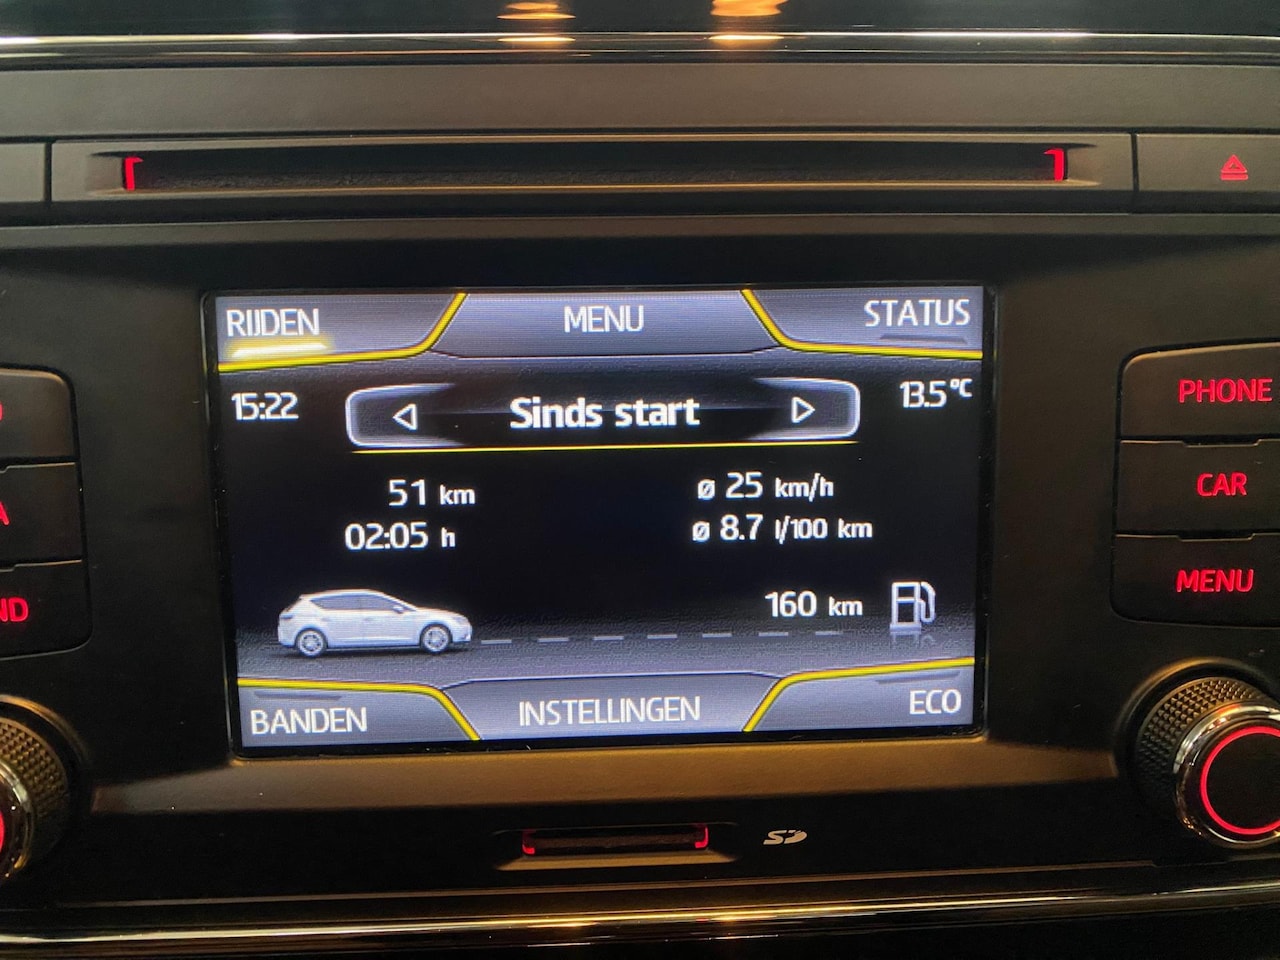 RIJDEN MENU STATUS
15:22 Sinds start 13.5°C
51 km ø 25 km/h
02:05 h ø 8.7 l/100 km
160 km
BANDEN INSTELLINGEN ECO
PHONE
CAR
MENU
SD